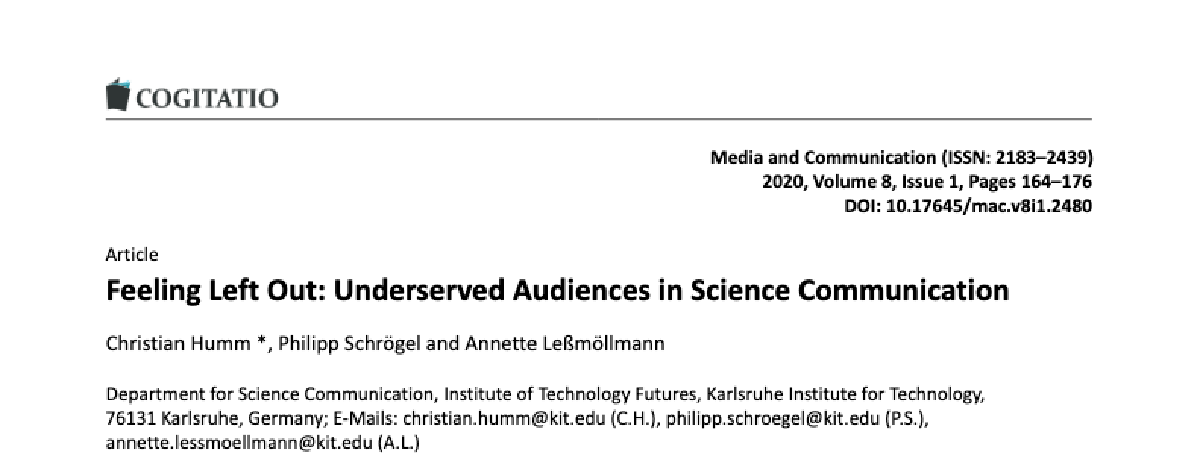 COGITATIO
Media and Communication (ISSN: 2183–2439)
2020, Volume 8, Issue 1, Pages 164–176
DOI: 10.17645/mac.v8i1.2480
Article
Feeling Left Out: Underserved Audiences in Science Communication
Christian Humm *, Philipp Schrögel and Annette Leßmöllmann
Department for Science Communication, Institute of Technology Futures, Karlsruhe Institute for Technology,
76131 Karlsruhe, Germany; E-Mails: christian.humm@kit.edu (C.H.), philipp.schroegel@kit.edu (P.S.),
annette.lessmoellmann@kit.edu (A.L.)